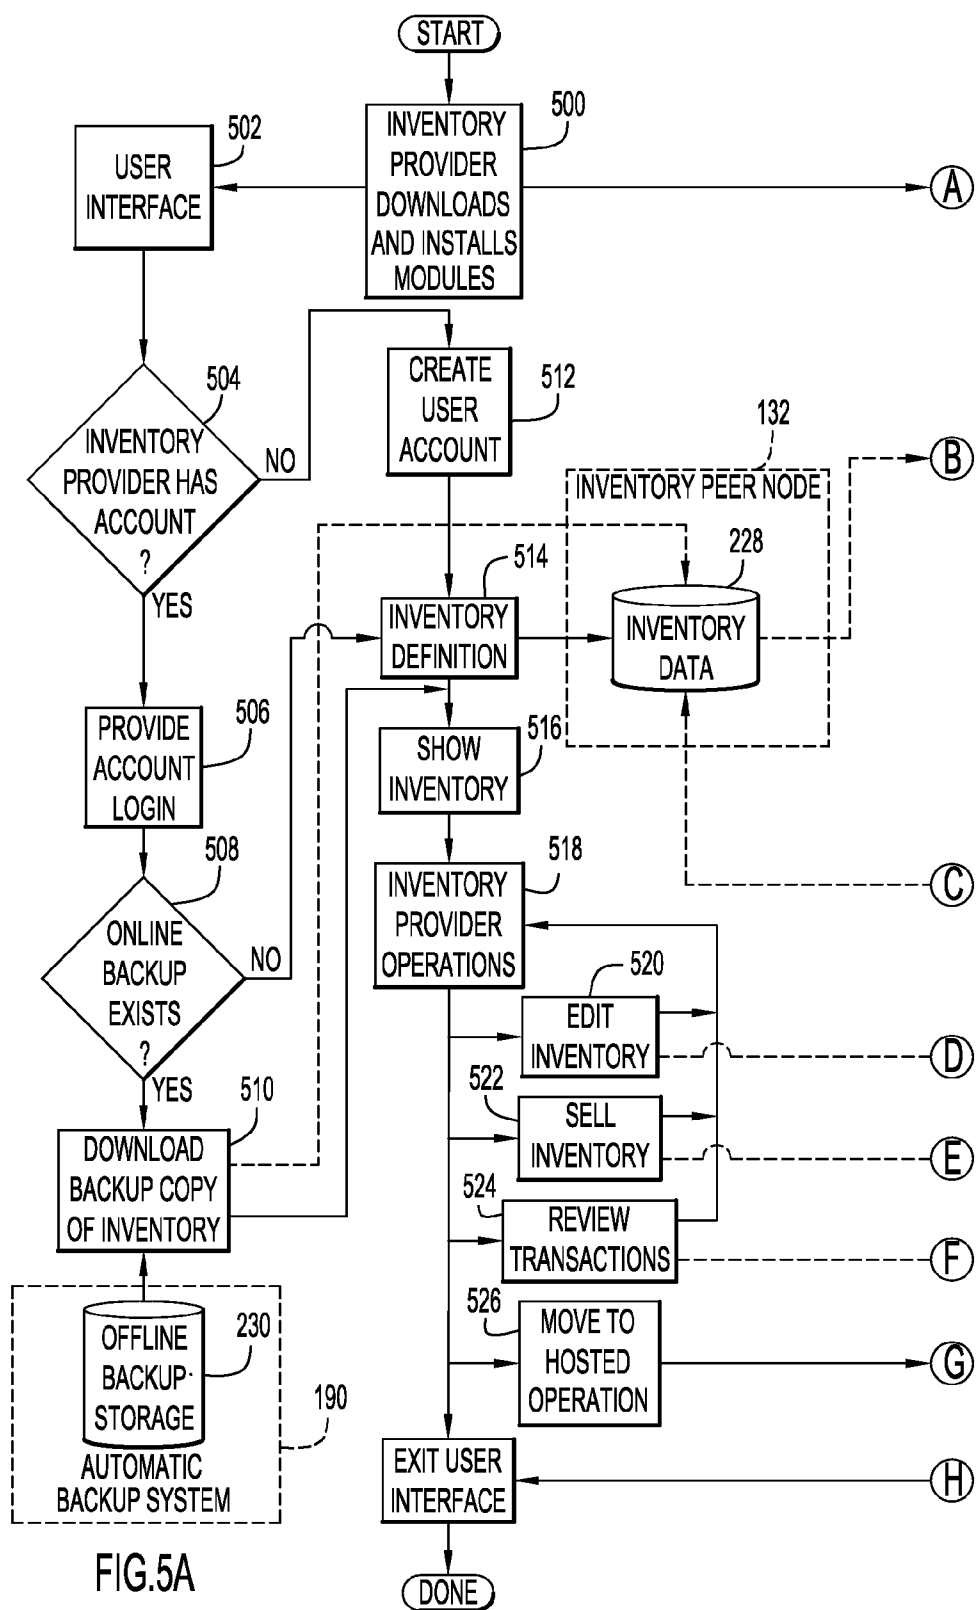 START
500
INVENTORY
PROVIDER
DOWNLOADS
AND INSTALLS
MODULES
A
502
USER
INTERFACE
504
INVENTORY
PROVIDER HAS
ACCOUNT
?
NO
YES
CREATE
USER
ACCOUNT
512
132
INVENTORY PEER NODE
B
228
INVENTORY
DATA
514
INVENTORY
DEFINITION
506
PROVIDE
ACCOUNT
LOGIN
516
SHOW
INVENTORY
508
ONLINE
BACKUP
EXISTS
?
NO
YES
518
INVENTORY
PROVIDER
OPERATIONS
C
520
EDIT
INVENTORY
D
510
DOWNLOAD
BACKUP COPY
OF INVENTORY
522
SELL
INVENTORY
E
524
REVIEW
TRANSACTIONS
F
230
OFFLINE
BACKUP
STORAGE
190
AUTOMATIC
BACKUP SYSTEM
526
MOVE TO
HOSTED
OPERATION
G
EXIT USER
INTERFACE
H
DONE
FIG.5A